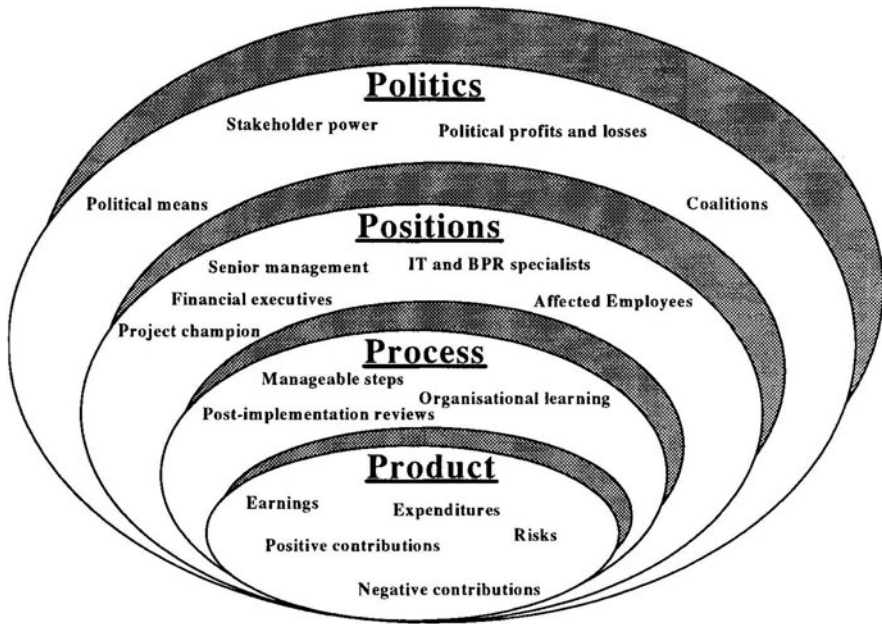 Politics
Stakeholder power
Political profits and losses
Political means
Coalitions
Positions
Senior management
IT and BPR specialists
Financial executives
Affected Employees
Project champion
Process
Manageable steps
Organisational learning
Post-implementation reviews
Product
Earnings
Expenditures
Risks
Positive contributions
Negative contributions